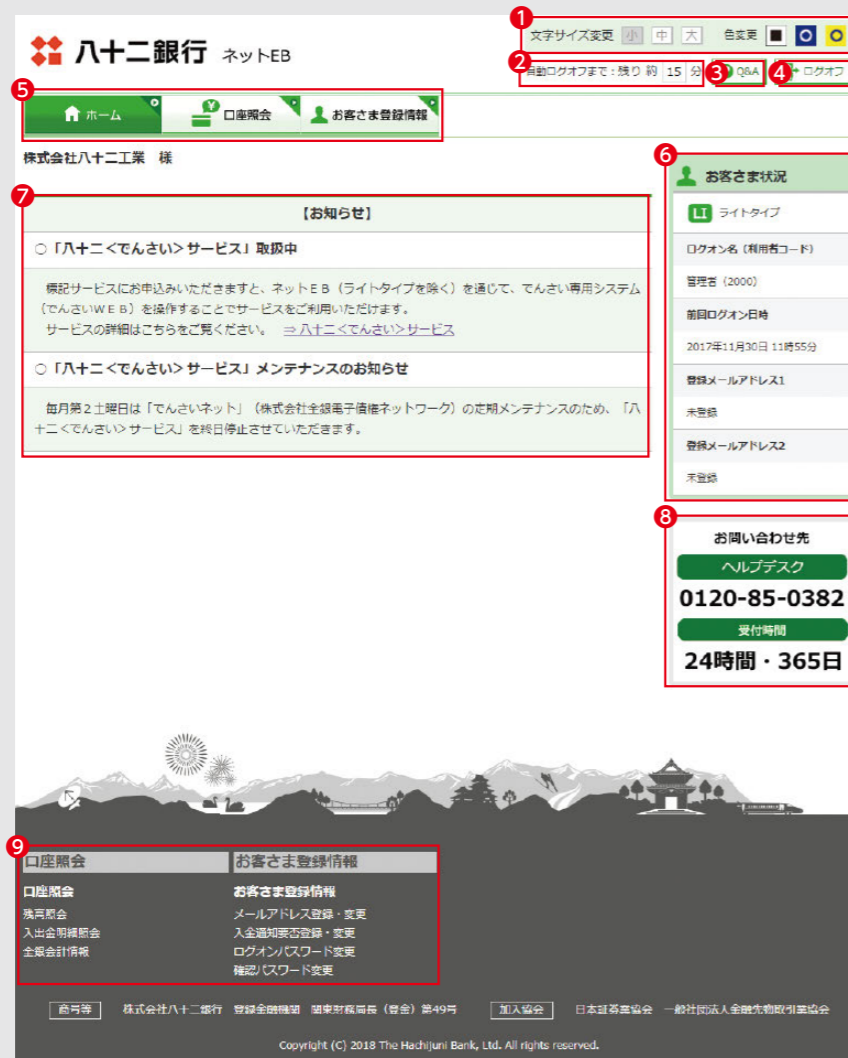 ❶
文字サイズ変更 小 中 大 色変更
八十二銀行 ネットEB
❷ 自動ログオフまで:残り 約 15 分 ❸ Q&A ❹ ログオフ
❺
ホーム 口座照会 お客さま登録情報
株式会社八十二工業 様
❻
お客さま状況
LI ライトタイプ
ログオン名(利用者コード)
管理者(2000)
前回ログオン日時
2017年11月30日 11時55分
登録メールアドレス1
未登録
登録メールアドレス2
未登録
❼
【お知らせ】
○「八十二<でんさい>サービス」取扱中
標記サービスにお申込みいただきますと、ネットEB(ライトタイプを除く)を通じて、でんさい専用システム
(でんさいWEB)を操作することでサービスをご利用いただけます。
サービスの詳細はこちらをご覧ください。 ⇒八十二<でんさい>サービス
○「八十二<でんさい>サービス」メンテナンスのお知らせ
毎月第2土曜日は「でんさいネット」(株式会社全銀電子債権ネットワーク)の定期メンテナンスのため、「八
十二<でんさい>サービス」を終日停止させていただきます。
❽
お問い合わせ先
ヘルプデスク
0120-85-0382
受付時間
24時間・365日
❾
口座照会 お客さま登録情報
口座照会 お客さま登録情報
残高照会 メールアドレス登録・変更
入出金明細照会 入金通知要否登録・変更
全銀会計情報 ログオンパスワード変更
確認パスワード変更
商号等 株式会社八十二銀行 登録金融機関 関東財務局長(登金)第49号 加入協会 日本証券業協会 一般社団法人金融先物取引業協会
Copyright (C) 2018 The Hachijuni Bank, Ltd. All rights reserved.